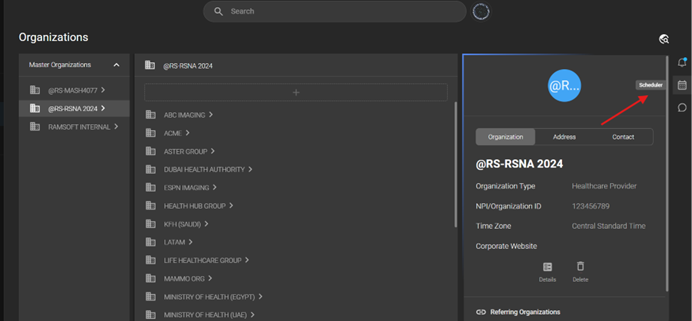 Search
Organizations
Master Organizations
@RS-MASH4077
@RS-RSNA 2024
RAMSOFT INTERNAL
@RS-RSNA 2024
ABC IMAGING
ACME
ASTER GROUP
DUBAI HEALTH AUTHORITY
ESPN IMAGING
HEALTH HUB GROUP
KFH (SAUDI)
LATAM
LIFE HEALTHCARE GROUP
MAMMO ORG
MINISTRY OF HEALTH (EGYPT)
MINISTRY OF HEALTH (UAE)
@R...
Scheduler
Organization Address Contact
@RS-RSNA 2024
Organization Type Healthcare Provider
NPI/Organization ID 123456789
Time Zone Central Standard Time
Corporate Website
Details Delete
Referring Organizations